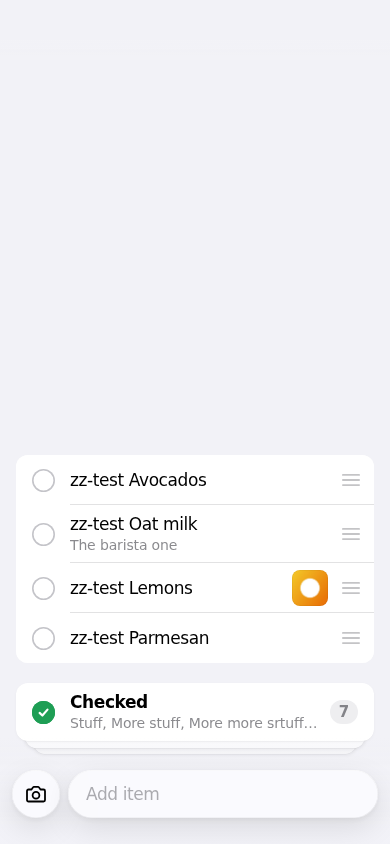 zz-test Avocados
zz-test Oat milk
The barista one
zz-test Lemons
zz-test Parmesan
Checked
Stuff, More stuff, More more srtuff…
7
Add item